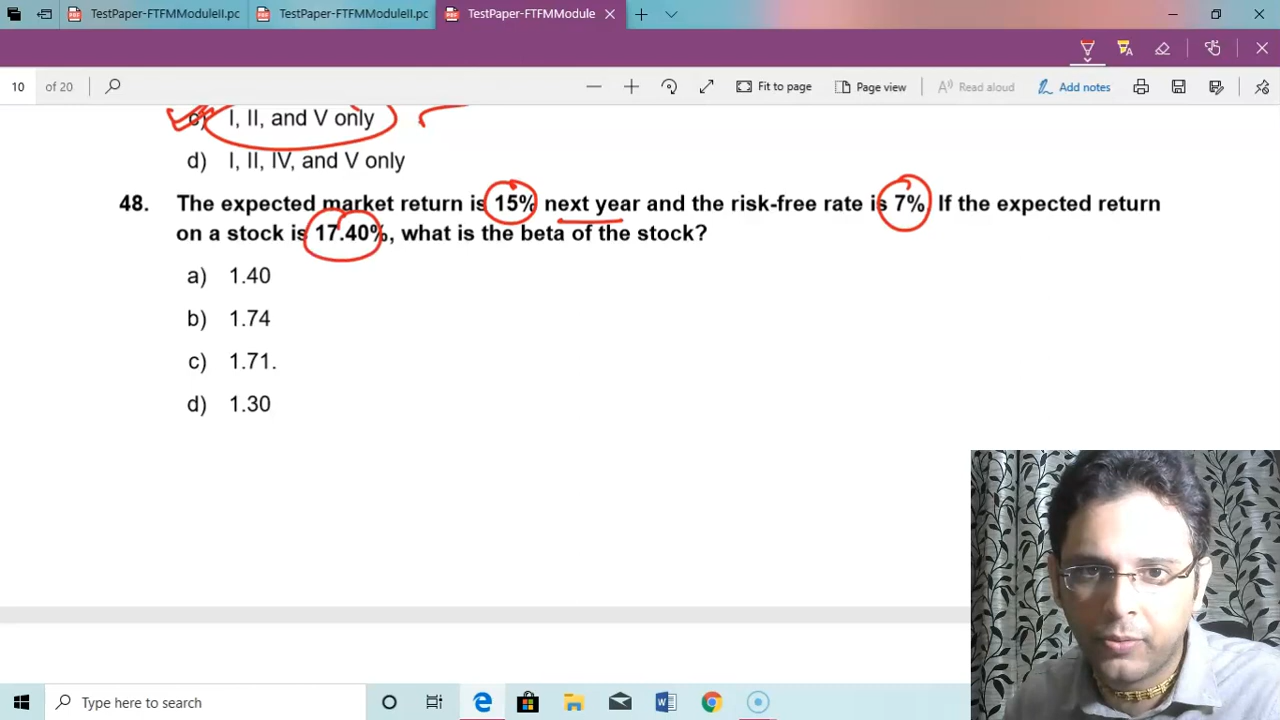 TestPaper-FTFMModuleII.pc
TestPaper-FTFMModuleII.pc
TestPaper-FTFMModule
10 of 20
Fit to page
Page view
Read aloud
Add notes
c) I, II, and V only
d) I, II, IV, and V only
48. The expected market return is 15% next year and the risk-free rate is 7%. If the expected return
on a stock is 17.40%, what is the beta of the stock?
a) 1.40
b) 1.74
c) 1.71.
d) 1.30
Type here to search